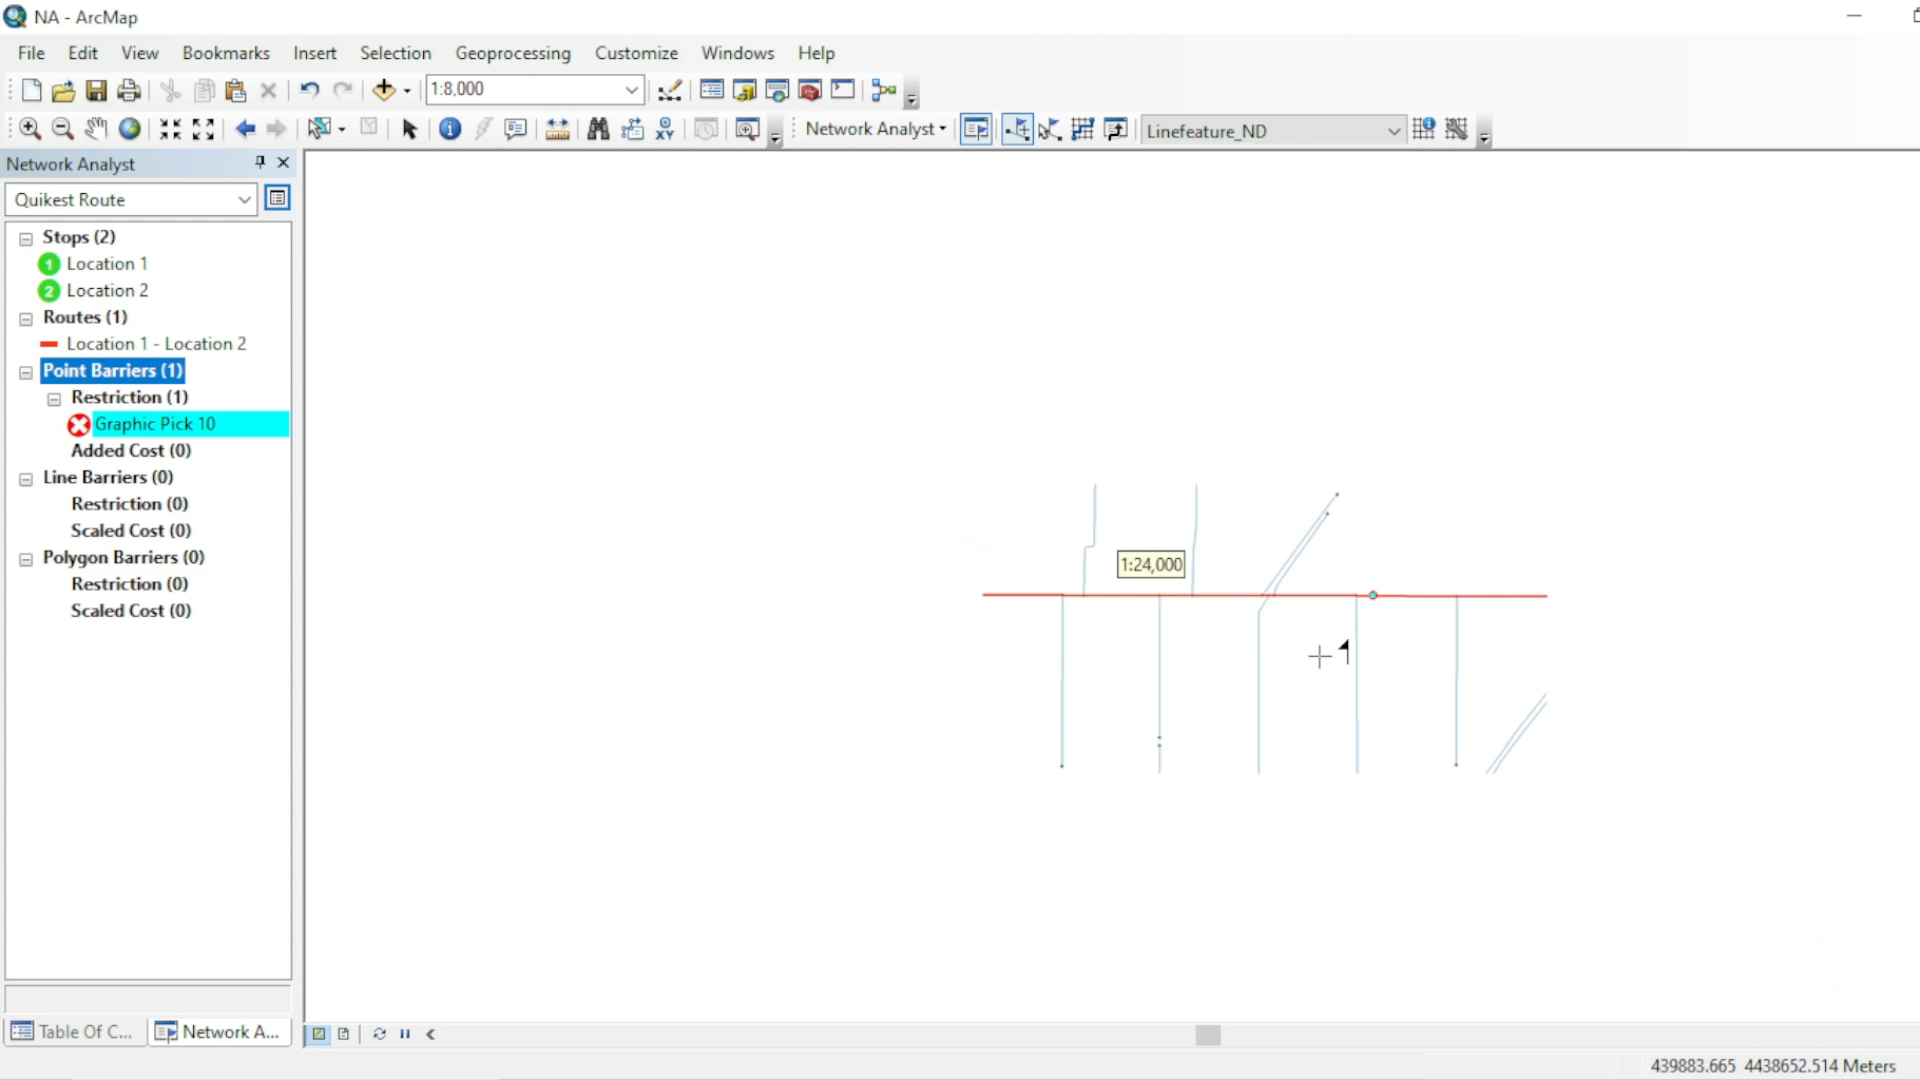 NA - ArcMap
File Edit View Bookmarks Insert Selection Geoprocessing Customize Windows Help
1:8,000
XY Network Analyst Linefeature_ND
Network Analyst
Quikest Route
Stops (2)
1 Location 1
2 Location 2
Routes (1)
Location 1 - Location 2
Point Barriers (1)
Restriction (1)
Graphic Pick 10
Added Cost (0)
Line Barriers (0)
Restriction (0)
Scaled Cost (0)
Polygon Barriers (0)
Restriction (0)
Scaled Cost (0)
1:24,000
Table Of C... Network A...
439883.665 4438652.514 Meters